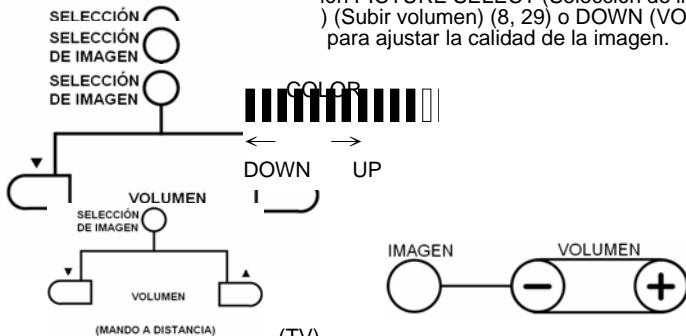 ión PICTURE SELECT (Selección de i
) (Subir volumen) (8, 29) o DOWN (VO
para ajustar la calidad de la imagen.
SELECCIÓN
SELECCIÓN
DE IMAGEN
SELECCIÓN
DE IMAGEN
COLOR
DOWN UP
VOLUMEN
SELECCIÓN
DE IMAGEN
VOLUMEN
(MANDO A DISTANCIA)
(TV)
IMAGEN
VOLUMEN